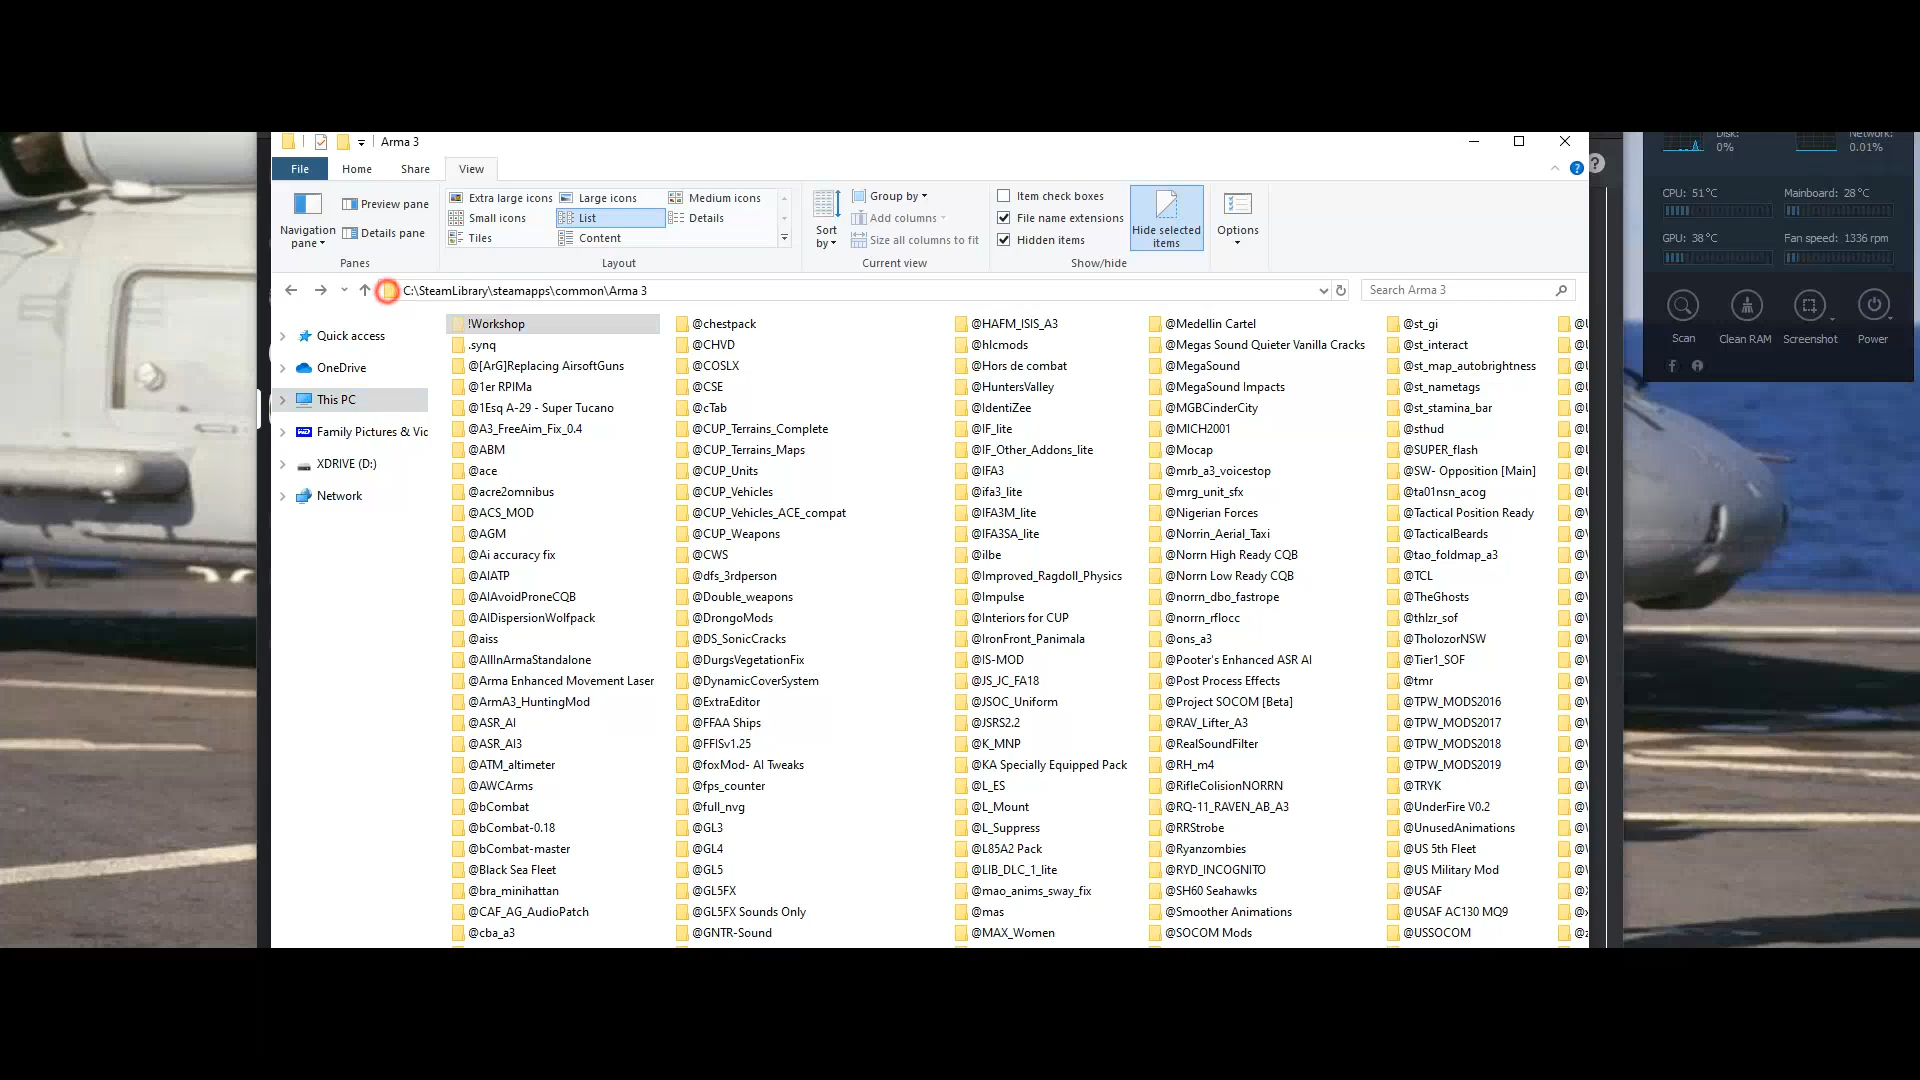 Arma 3
File
Home
Share
View
Navigation pane
Preview pane
Details pane
Panes
Extra large icons
Large icons
Medium icons
Small icons
List
Details
Tiles
Content
Layout
Sort by
Group by
Add columns
Size all columns to fit
Current view
Item check boxes
File name extensions
Hidden items
Hide selected items
Show/hide
Options
C:\SteamLibrary\steamapps\common\Arma 3
Search Arma 3
Quick access
OneDrive
This PC
Family Pictures & Vic
XDRIVE (D:)
Network
!Workshop
.synq
@[ArG]Replacing AirsoftGuns
@1er RPIMa
@1Esq A-29 - Super Tucano
@A3_FreeAim_Fix_0.4
@ABM
@ace
@acre2omnibus
@ACS_MOD
@AGM
@Ai accuracy fix
@AIATP
@AIAvoidProneCQB
@AIDispersionWolfpack
@aiss
@AllInArmaStandalone
@Arma Enhanced Movement Laser
@ArmA3_HuntingMod
@ASR_AI
@ASR_AI3
@ATM_altimeter
@AWCArms
@bCombat
@bCombat-0.18
@bCombat-master
@Black Sea Fleet
@bra_minihattan
@CAF_AG_AudioPatch
@cba_a3
@chestpack
@CHVD
@COSLX
@CSE
@cTab
@CUP_Terrains_Complete
@CUP_Terrains_Maps
@CUP_Units
@CUP_Vehicles
@CUP_Vehicles_ACE_compat
@CUP_Weapons
@CWS
@dfs_3rdperson
@Double_weapons
@DrongoMods
@DS_SonicCracks
@DurgsVegetationFix
@DynamicCoverSystem
@ExtraEditor
@FFAA Ships
@FFISv1.25
@foxMod- AI Tweaks
@fps_counter
@full_nvg
@GL3
@GL4
@GL5
@GL5FX
@GL5FX Sounds Only
@GNTR-Sound
@HAFM_ISIS_A3
@hlcmods
@Hors de combat
@HuntersValley
@IdentiZee
@IF_lite
@IF_Other_Addons_lite
@IFA3
@ifa3_lite
@IFA3M_lite
@IFA3SA_lite
@ilbe
@Improved_Ragdoll_Physics
@Impulse
@Interiors for CUP
@IronFront_Panimala
@IS-MOD
@JS_JC_FA18
@JSOC_Uniform
@JSRS2.2
@K_MNP
@KA Specially Equipped Pack
@L_ES
@L_Mount
@L_Suppress
@L85A2 Pack
@LIB_DLC_1_lite
@mao_anims_sway_fix
@mas
@MAX_Women
@Medellin Cartel
@Megas Sound Quieter Vanilla Cracks
@MegaSound
@MegaSound Impacts
@MGBCinderCity
@MICH2001
@Mocap
@mrb_a3_voicestop
@mrg_unit_sfx
@Nigerian Forces
@Norrin_Aerial_Taxi
@Norrn High Ready CQB
@Norrn Low Ready CQB
@norrn_dbo_fastrope
@norrn_rflocc
@ons_a3
@Pooter's Enhanced ASR AI
@Post Process Effects
@Project SOCOM [Beta]
@RAV_Lifter_A3
@RealSoundFilter
@RH_m4
@RifleColisionNORRN
@RQ-11_RAVEN_AB_A3
@RRStrobe
@Ryanzombies
@RYD_INCOGNITO
@SH60 Seahawks
@Smoother Animations
@SOCOM Mods
@st_gi
@st_interact
@st_map_autobrightness
@st_nametags
@st_stamina_bar
@sthud
@SUPER_flash
@SW- Opposition [Main]
@ta01nsn_acog
@Tactical Position Ready
@TacticalBeards
@tao_foldmap_a3
@TCL
@TheGhosts
@thlzr_sof
@TholozorNSW
@Tier1_SOF
@tmr
@TPW_MODS2016
@TPW_MODS2017
@TPW_MODS2018
@TPW_MODS2019
@TRYK
@UnderFire V0.2
@UnusedAnimations
@US 5th Fleet
@US Military Mod
@USAF
@USAF AC130 MQ9
@USSOCOM
Disk:
0%
Network:
0.01%
CPU: 51°C
Mainboard: 28°C
GPU: 38°C
Fan speed: 1336 rpm
Scan
Clean RAM
Screenshot
Power